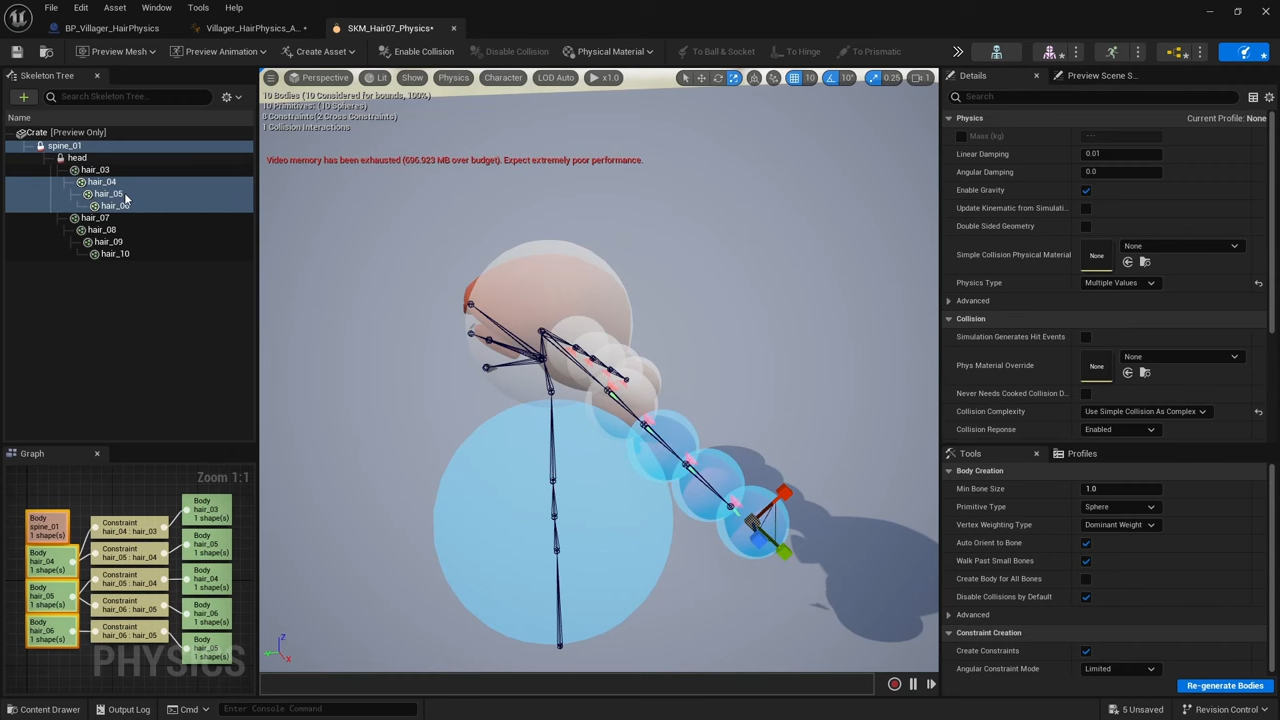 File Edit Asset Window Tools Help
BP_Villager_HairPhysics
Villager_HairPhysics_A...
SKM_Hair07_Physics*
Preview Mesh
Preview Animation
Create Asset
Enable Collision
Disable Collision
Physical Material
To Ball & Socket
To Hinge
To Prismatic
Skeleton Tree
Search Skeleton Tree...
Name
Crate [Preview Only]
spine_01
head
hair_03
hair_04
hair_05
hair_06
hair_07
hair_08
hair_09
hair_10
Perspective Lit Show Physics Character LOD Auto x1.0
10 10° 0.25 1
10 Bodies (10 Considered for bounds, 100%)
10 Primitives: (10 Spheres)
8 Constraints(2 Cross Constraints)
1 Collision Interactions
Video memory has been exhausted (696.923 MB over budget). Expect extremely poor performance.
Z
X
Graph
Zoom 1:1
Body
spine_01
1 shape(s)
Body
hair_04
1 shape(s)
Body
hair_05
1 shape(s)
Body
hair_06
1 shape(s)
Constraint
hair_04 : hair_03
Constraint
hair_05 : hair_04
Constraint
hair_05 : hair_04
Constraint
hair_06 : hair_05
Constraint
hair_06 : hair_05
Body
hair_03
1 shape(s)
Body
hair_05
1 shape(s)
Body
hair_04
1 shape(s)
Body
hair_06
1 shape(s)
Body
hair_05
1 shape(s)
PHYSICS
Details
Preview Scene S...
Search
Physics
Current Profile: None
Mass (kg) ---
Linear Damping 0.01
Angular Damping 0.0
Enable Gravity
Update Kinematic from Simulati...
Double Sided Geometry
Simple Collision Physical Material None None
Physics Type Multiple Values
Advanced
Collision
Simulation Generates Hit Events
Phys Material Override None None
Never Needs Cooked Collision D...
Collision Complexity Use Simple Collision As Complex
Collision Reponse Enabled
Tools
Profiles
Body Creation
Min Bone Size 1.0
Primitive Type Sphere
Vertex Weighting Type Dominant Weight
Auto Orient to Bone
Walk Past Small Bones
Create Body for All Bones
Disable Collisions by Default
Advanced
Constraint Creation
Create Constraints
Angular Constraint Mode Limited
Re-generate Bodies
Content Drawer
Output Log
Cmd
Enter Console Command
5 Unsaved
Revision Control